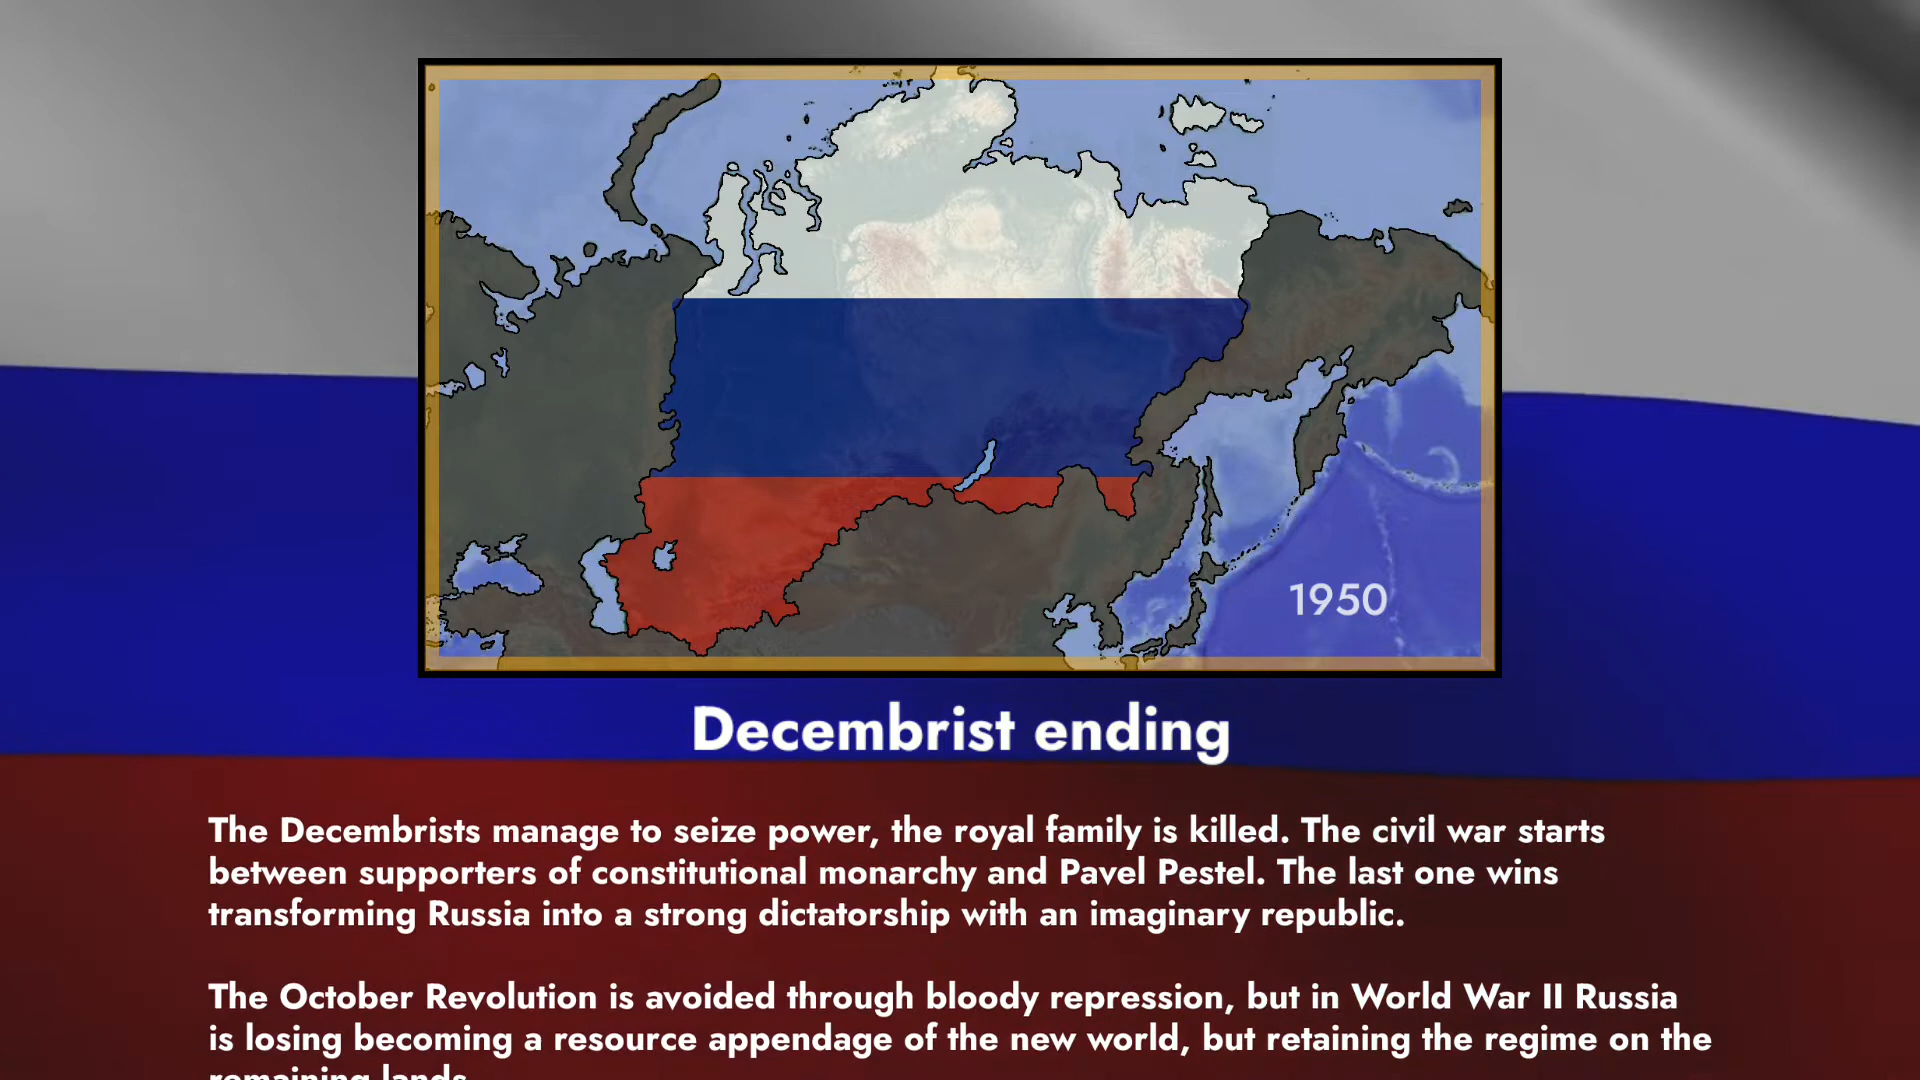 1950
Decembrist ending
The Decembrists manage to seize power, the royal family is killed. The civil war starts
between supporters of constitutional monarchy and Pavel Pestel. The last one wins
transforming Russia into a strong dictatorship with an imaginary republic.
The October Revolution is avoided through bloody repression, but in World War II Russia
is losing becoming a resource appendage of the new world, but retaining the regime on the
remaining lands